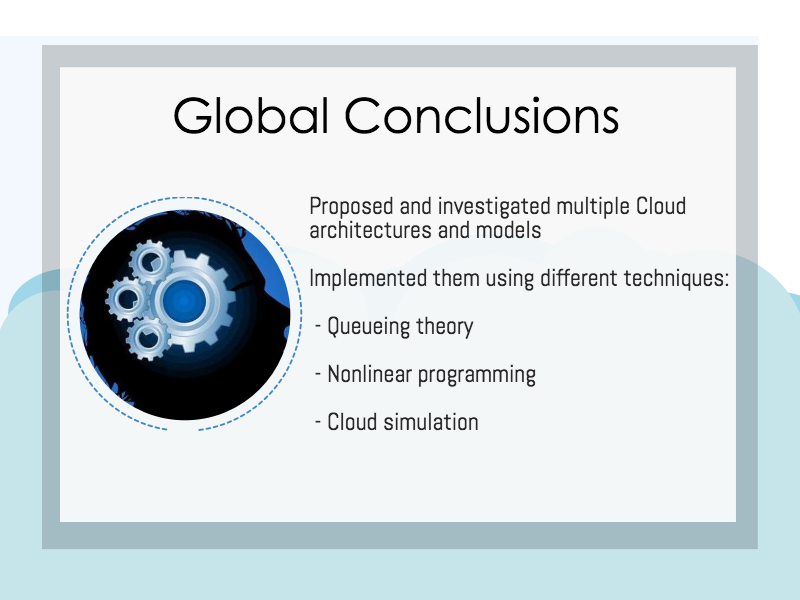 Global Conclusions
Proposed and investigated multiple Cloud
architectures and models
Implemented them using different techniques:
- Queueing theory
- Nonlinear programming
- Cloud simulation